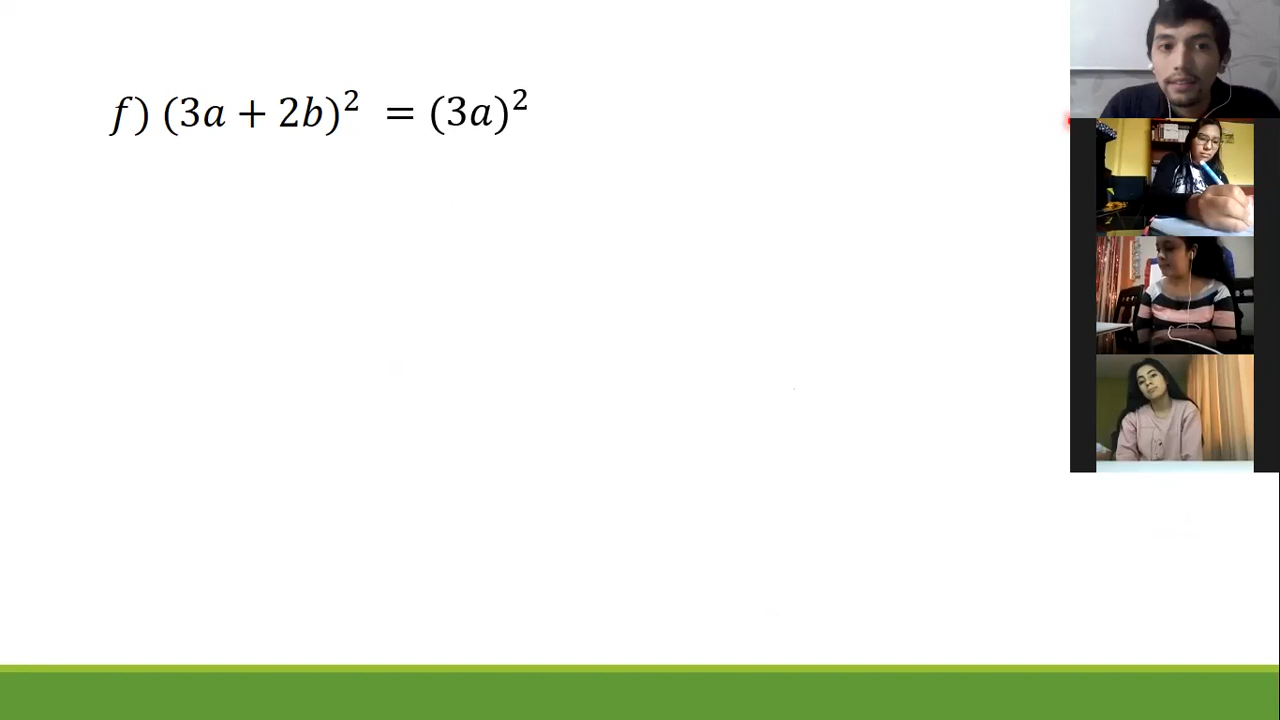 f) (3a + 2b)² = (3a)²